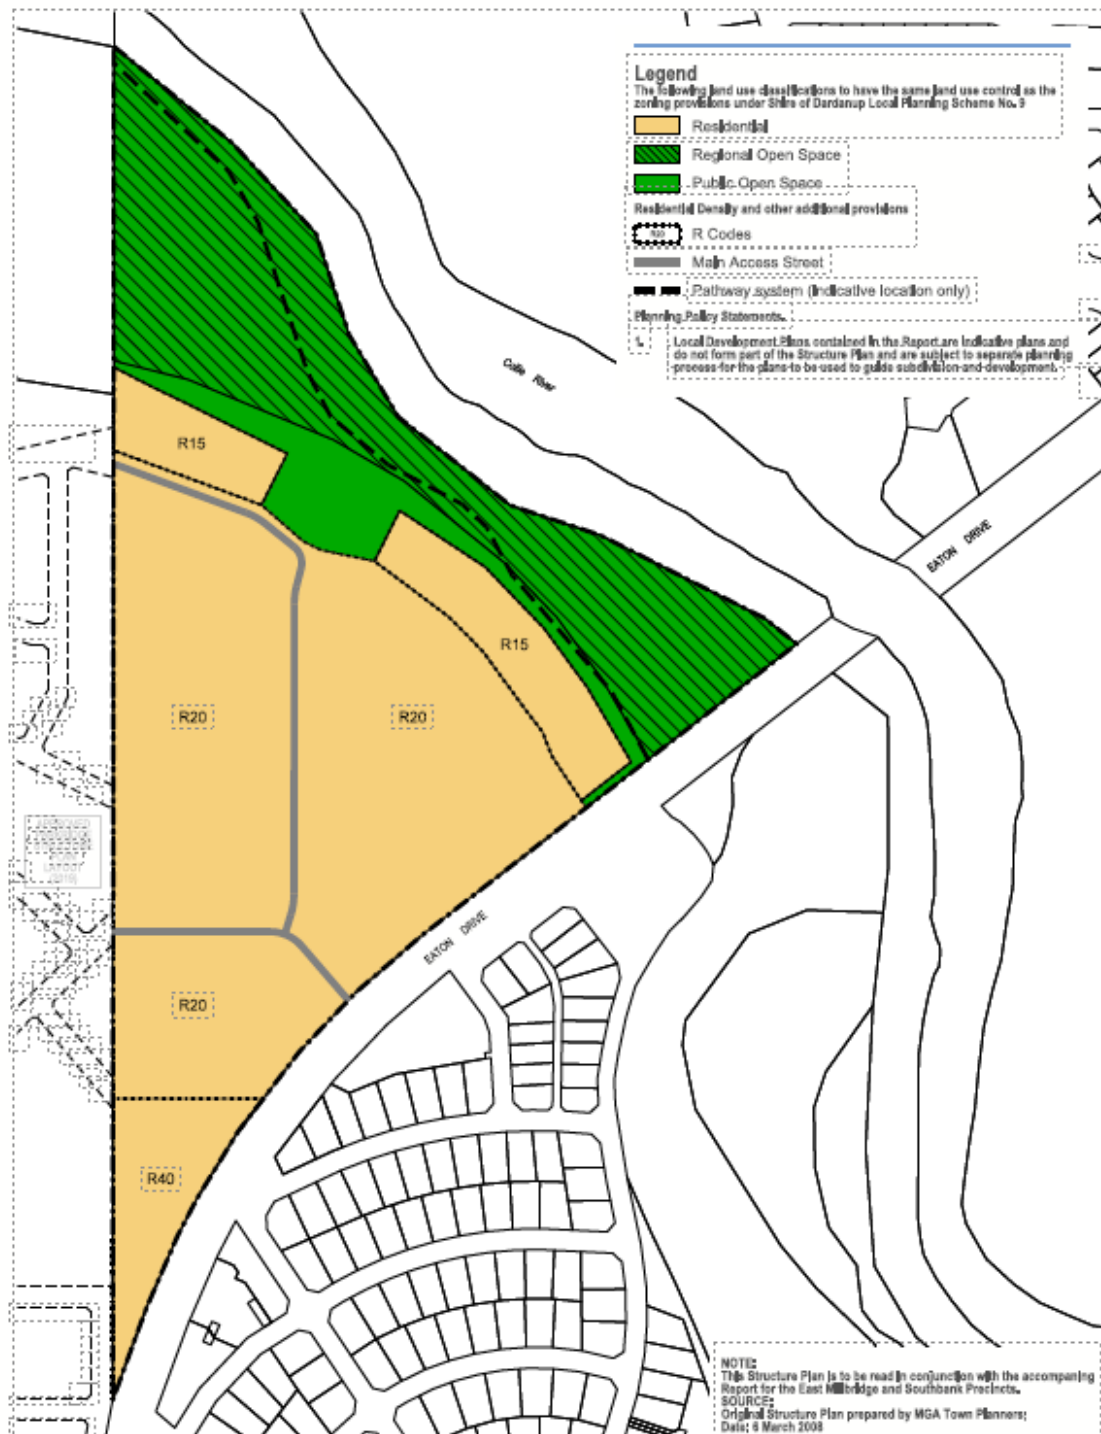 Legend
The following land use classifications to have the same land use control as the
zoning provisions under Shire of Dardanup Local Planning Scheme No. 9
Residential
Regional Open Space
Public Open Space
Residential Density and other additional provisions
R20 R Codes
Main Access Street
Pathway system (indicative location only)
Planning Policy Statements.
1. Local Development Plans contained in the Report are indicative plans and
do not form part of the Structure Plan and are subject to separate planning
process for the plans to be used to guide subdivision and development.
Collie River
R15
EATON DRIVE
R15
R20
R20
APPROVED
STRUCTURE
PLAN
LAYOUT
EATON DRIVE
R20
R40
NOTE:
This Structure Plan is to be read in conjunction with the accompanying
Report for the East Millbridge and Southbank Precincts.
SOURCE:
Original Structure Plan prepared by MGA Town Planners;
Date: 6 March 2008